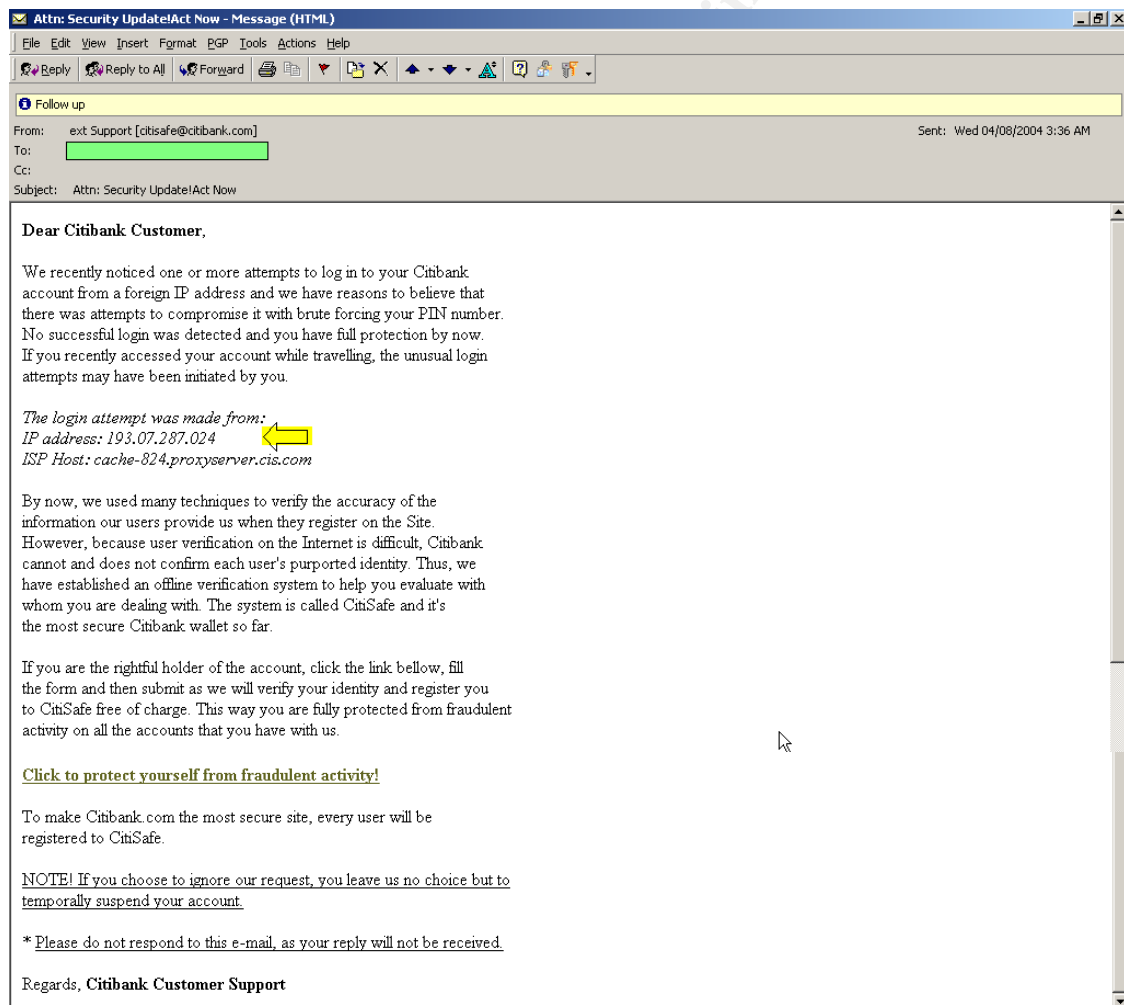 Attn: Security Update!Act Now - Message (HTML)
File Edit View Insert Format PGP Tools Actions Help
Reply Reply to All Forward
Follow up
From: ext Support [citisafe@citibank.com] Sent: Wed 04/08/2004 3:36 AM
To:
Cc:
Subject: Attn: Security Update!Act Now
Dear Citibank Customer,
We recently noticed one or more attempts to log in to your Citibank
account from a foreign IP address and we have reasons to believe that
there was attempts to compromise it with brute forcing your PIN number.
No successful login was detected and you have full protection by now.
If you recently accessed your account while travelling, the unusual login
attempts may have been initiated by you.
The login attempt was made from:
IP address: 193.07.287.024
ISP Host: cache-824.proxyserver.cis.com
By now, we used many techniques to verify the accuracy of the
information our users provide us when they register on the Site.
However, because user verification on the Internet is difficult, Citibank
cannot and does not confirm each user's purported identity. Thus, we
have established an offline verification system to help you evaluate with
whom you are dealing with. The system is called CitiSafe and it's
the most secure Citibank wallet so far.
If you are the rightful holder of the account, click the link bellow, fill
the form and then submit as we will verify your identity and register you
to CitiSafe free of charge. This way you are fully protected from fraudulent
activity on all the accounts that you have with us.
Click to protect yourself from fraudulent activity!
To make Citibank.com the most secure site, every user will be
registered to CitiSafe.
NOTE! If you choose to ignore our request, you leave us no choice but to
temporally suspend your account.
* Please do not respond to this e-mail, as your reply will not be received.
Regards, Citibank Customer Support